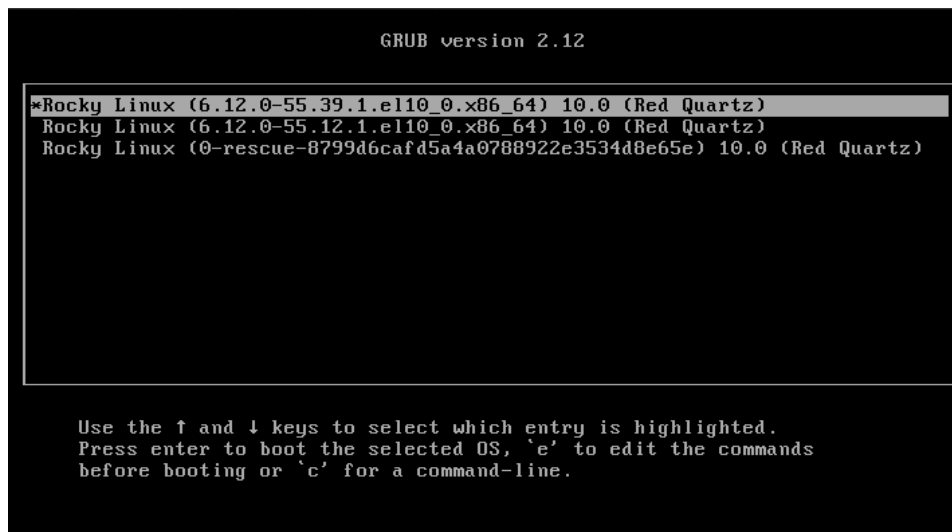 GRUB version 2.12
*Rocky Linux (6.12.0-55.39.1.el10_0.x86_64) 10.0 (Red Quartz)
Rocky Linux (6.12.0-55.12.1.el10_0.x86_64) 10.0 (Red Quartz)
Rocky Linux (0-rescue-8799d6cafd5a4a0788922e3534d8e65e) 10.0 (Red Quartz)
Use the ↑ and ↓ keys to select which entry is highlighted.
Press enter to boot the selected OS, `e' to edit the commands
before booting or `c' for a command-line.